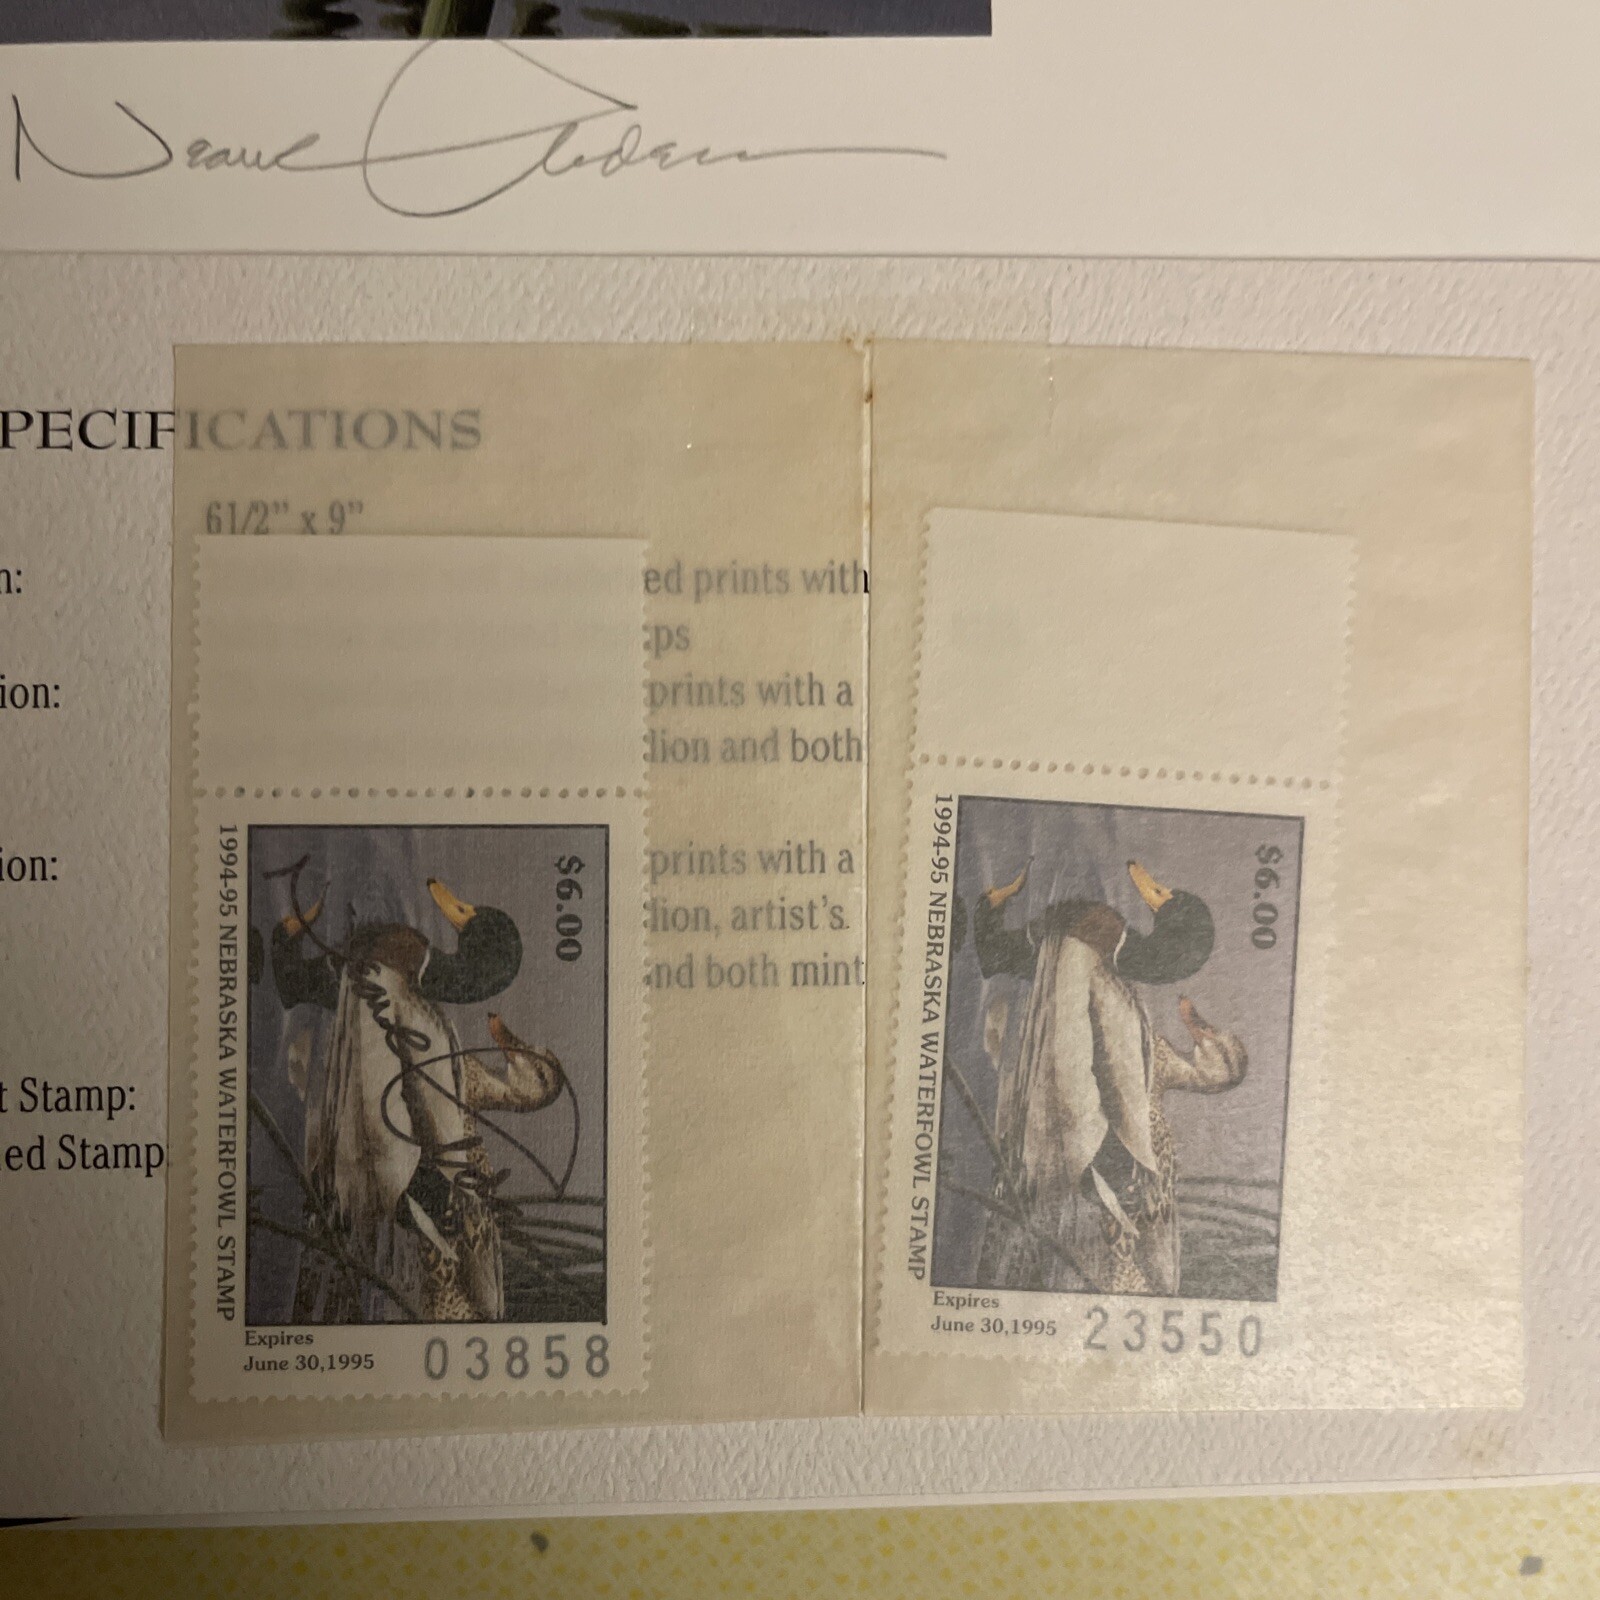 Neal Anderson
PECIFICATIONS
61/2" x 9"
n:
ed prints with
ps
ion:
prints with a
lion and both
ion:
prints with a
lion, artist's
nd both mint
t Stamp:
ed Stamp
$6.00
1994-95 NEBRASKA WATERFOWL STAMP
Expires
June 30,1995
03858
$6.00
1994-95 NEBRASKA WATERFOWL STAMP
Expires
June 30,1995
23550